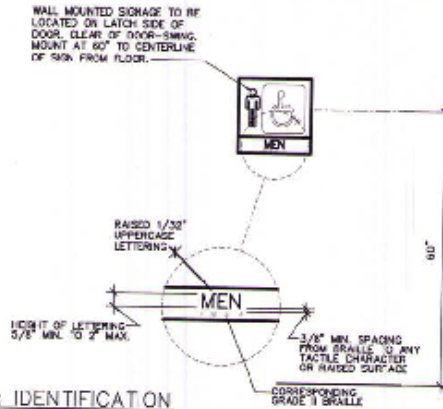 WALL MOUNTED SIGNAGE TO BE
LOCATED ON LATCH SIDE OF
DOOR, CLEAR OF DOOR-SWING.
MOUNT AT 60" TO CENTERLINE
OF SIGN FROM FLOOR.
MEN
60"
RAISED 1/32"
UPPERCASE
LETTERING
MEN
HEIGHT OF LETTERING
5/8" MIN. TO 2" MAX.
3/8" MIN. SPACING
FROM BRAILLE TO ANY
TACTILE CHARACTER
OR RAISED SURFACE
CORRESPONDING
GRADE II BRAILLE
IDENTIFICATION